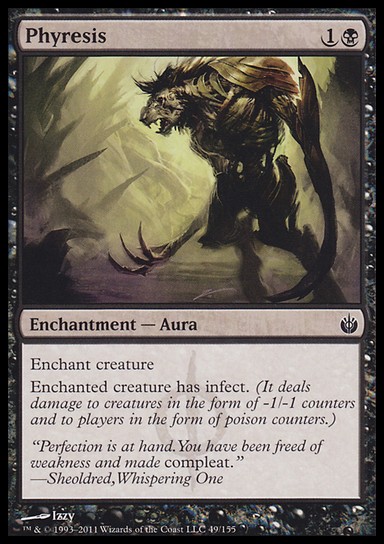 Phyresis 1
Enchantment — Aura
Enchant creature
Enchanted creature has infect. (It deals
damage to creatures in the form of -1/-1 counters
and to players in the form of poison counters.)
“Perfection is at hand. You have been freed of
weakness and made compleat.”
—Sheoldred, Whispering One
Izzy
™ & © 1993–2011 Wizards of the Coast LLC 49/155